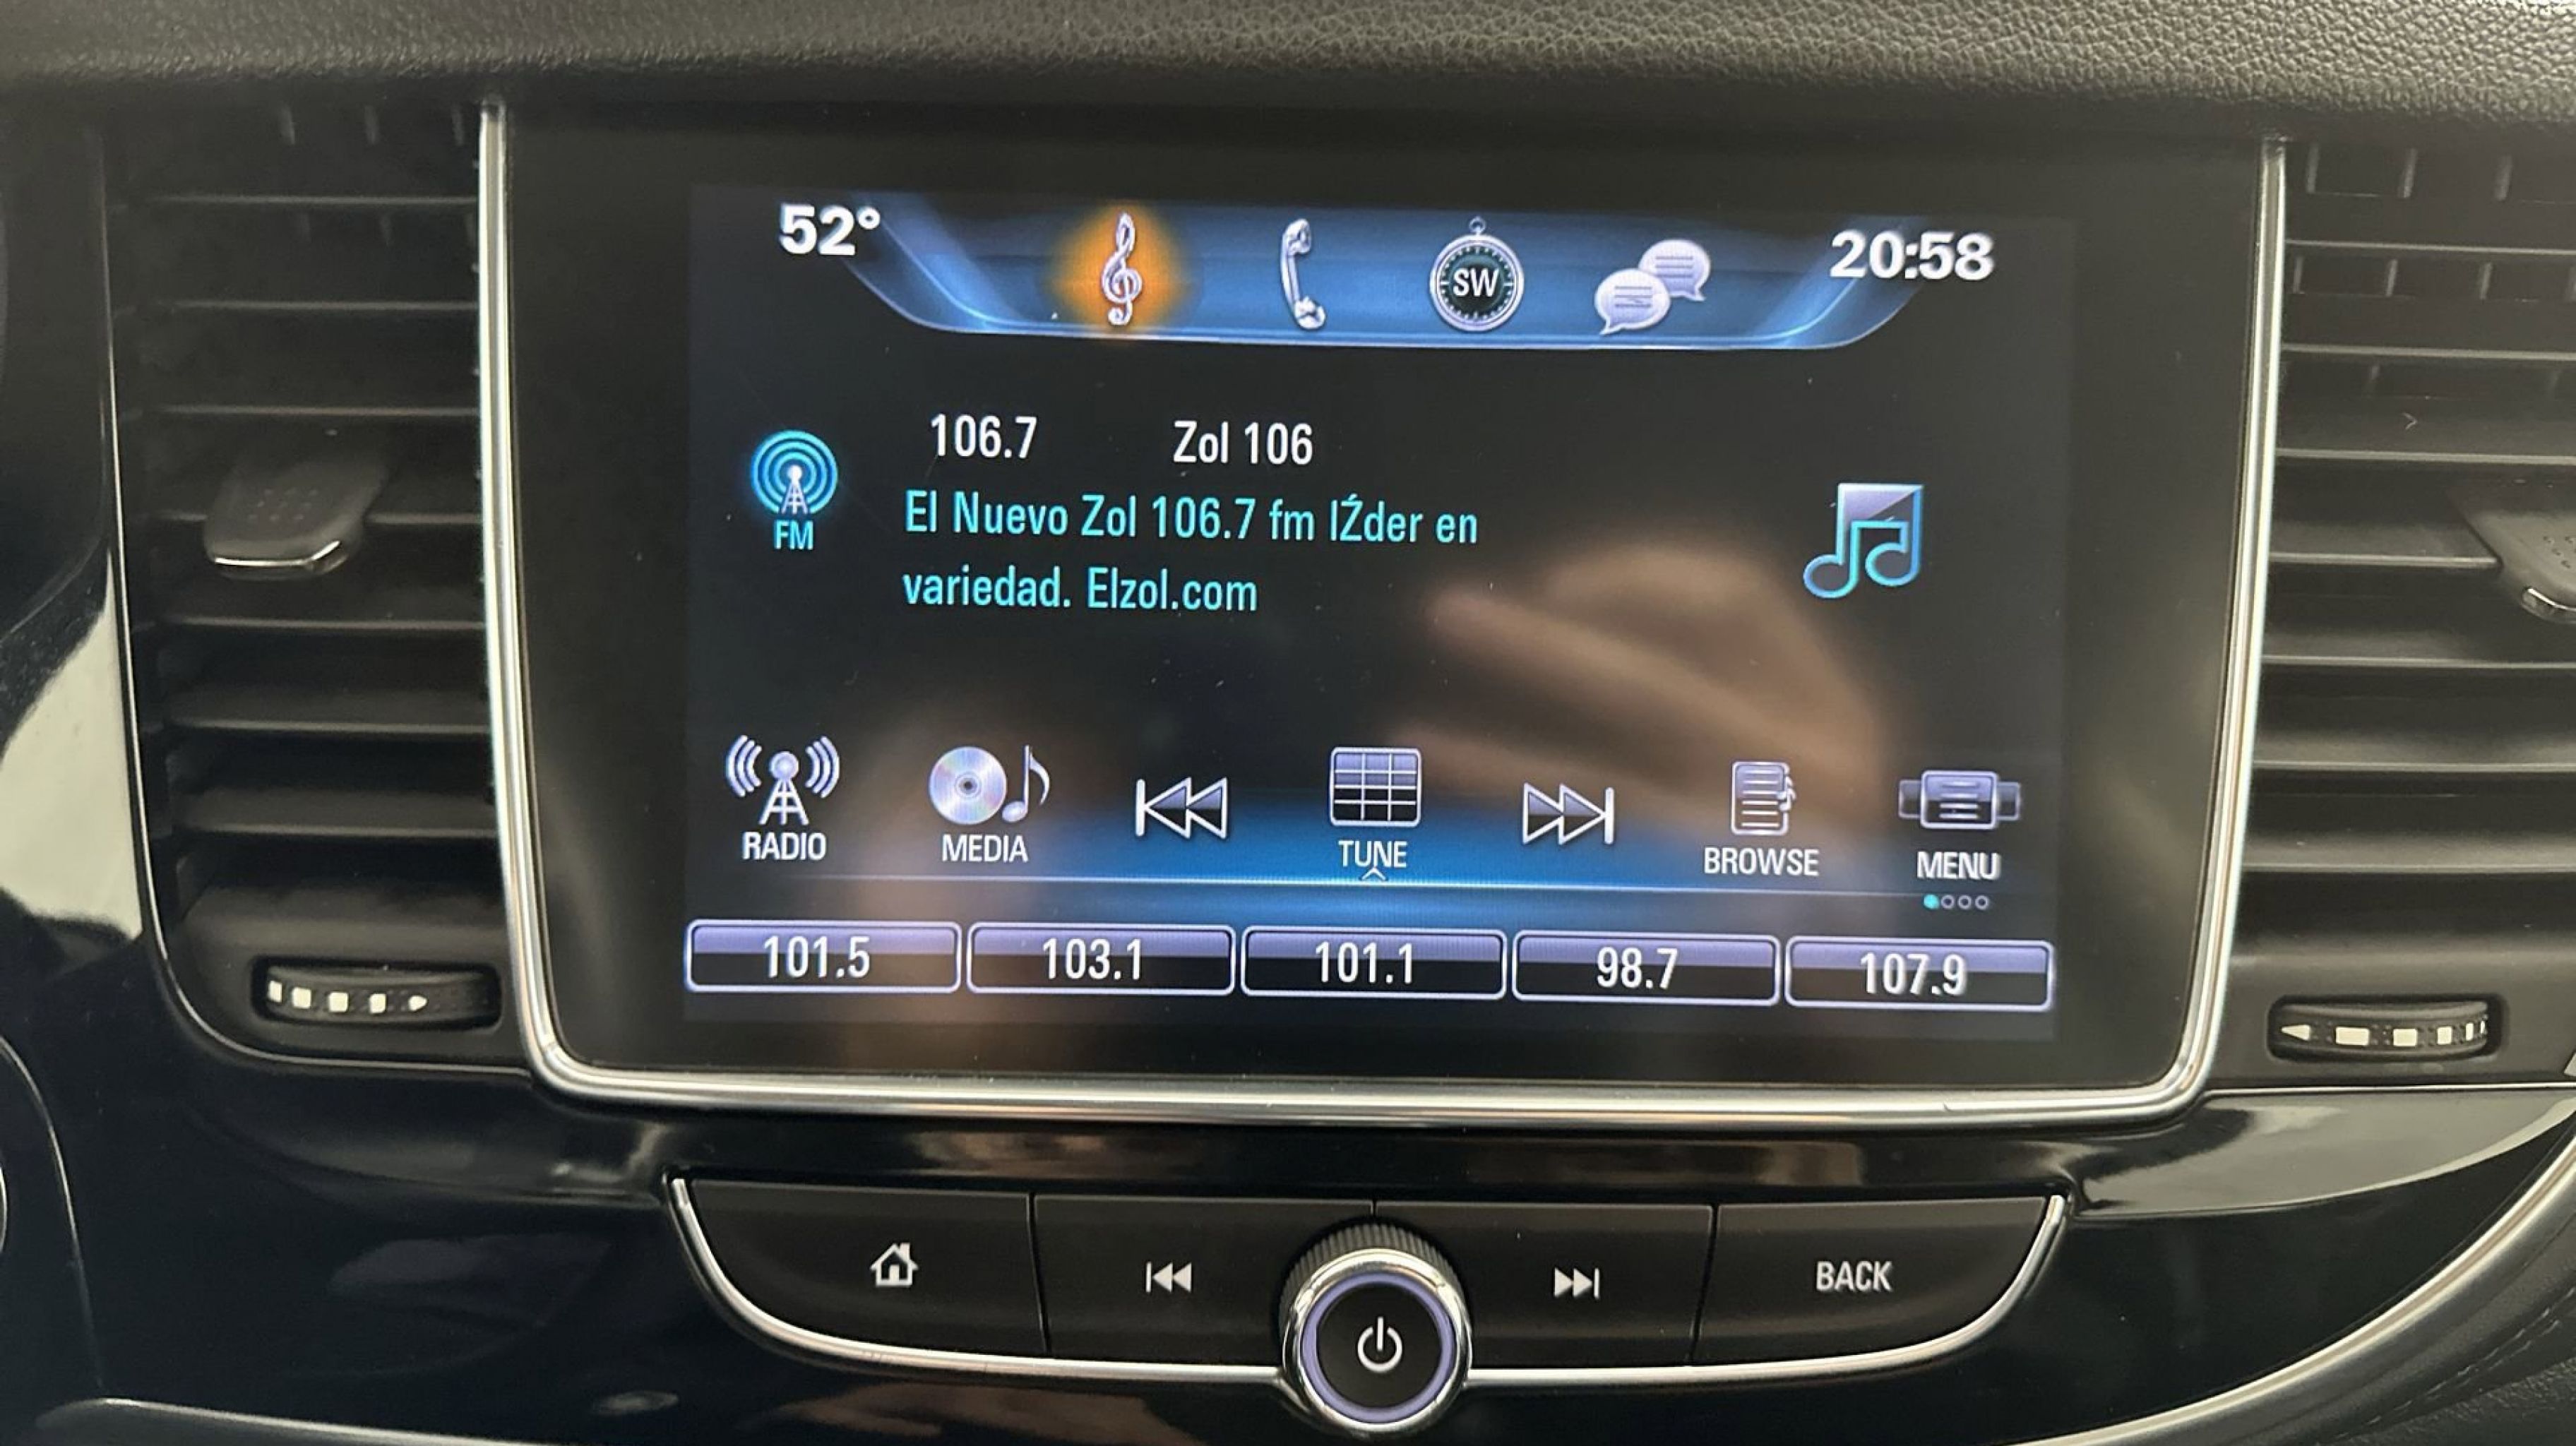 52° SW 20:58
106.7 Zol 106
FM El Nuevo Zol 106.7 fm lŹder en
variedad. Elzol.com
RADIO MEDIA TUNE BROWSE MENU
101.5 103.1 101.1 98.7 107.9
BACK